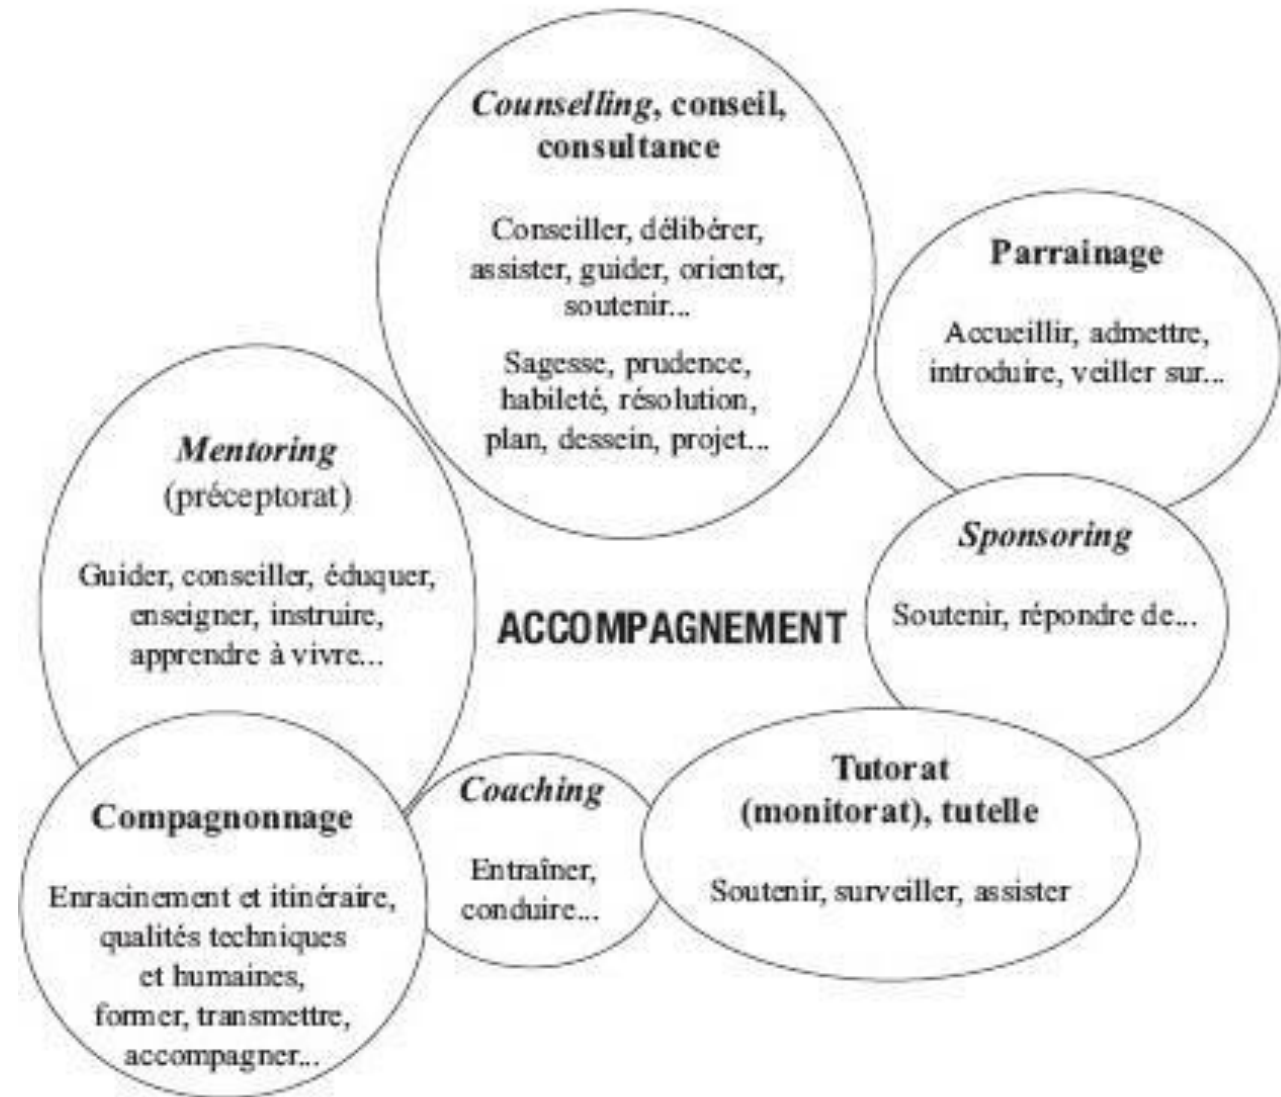 Counselling, conseil,
consultance
Conseiller, délibérer,
assister, guider, orienter,
soutenir...
Sagesse, prudence,
habileté, résolution,
plan, dessein, projet...
Parrainage
Accueillir, admettre,
introduire, veiller sur...
Mentoring
(préceptorat)
Guider, conseiller, éduquer,
enseigner, instruire,
apprendre à vivre...
ACCOMPAGNEMENT
Sponsoring
Soutenir, répondre de...
Compagnonnage
Enracinement et itinéraire,
qualités techniques
et humaines,
former, transmettre,
accompagner...
Coaching
Entraîner,
conduire...
Tutorat
(monitorat), tutelle
Soutenir, surveiller, assister